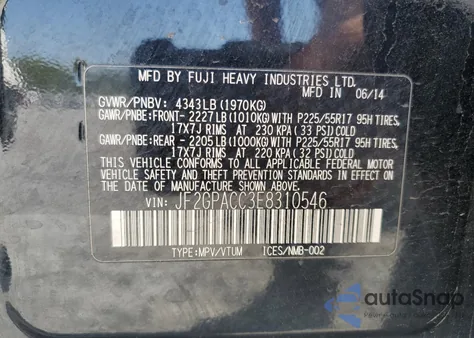 MFD BY FUJI HEAVY INDUSTRIES LTD.
MFD IN 06/14
GVWR/PNBV: 4343LB(1970KG)
GAWR/PNBE:FRONT-2227LB(1010KG)WITH P225/55R17 95H TIRES,
17X7J RIMS AT 230 KPA (33 PSI)COLD
GAWR/PNBE:REAR - 2205LB(1000KG)WITH P225/55R17 95H TIRES,
17X7J RIMS AT 220 KPA (32 PSI)COLD
THIS VEHICLE CONFORMS TO ALL APPLICABLE FEDERAL MOTOR
VEHICLE SAFETY, BUMPER, AND THEFT PREVENTION STANDARDS
IN EFFECT ON THE DATE OF MANUFACTURE SHOWN ABOVE.
VIN: JF2GPACC3E8310546
TYPE:MPV/VTUM ICES/NMB-002
autoSnap